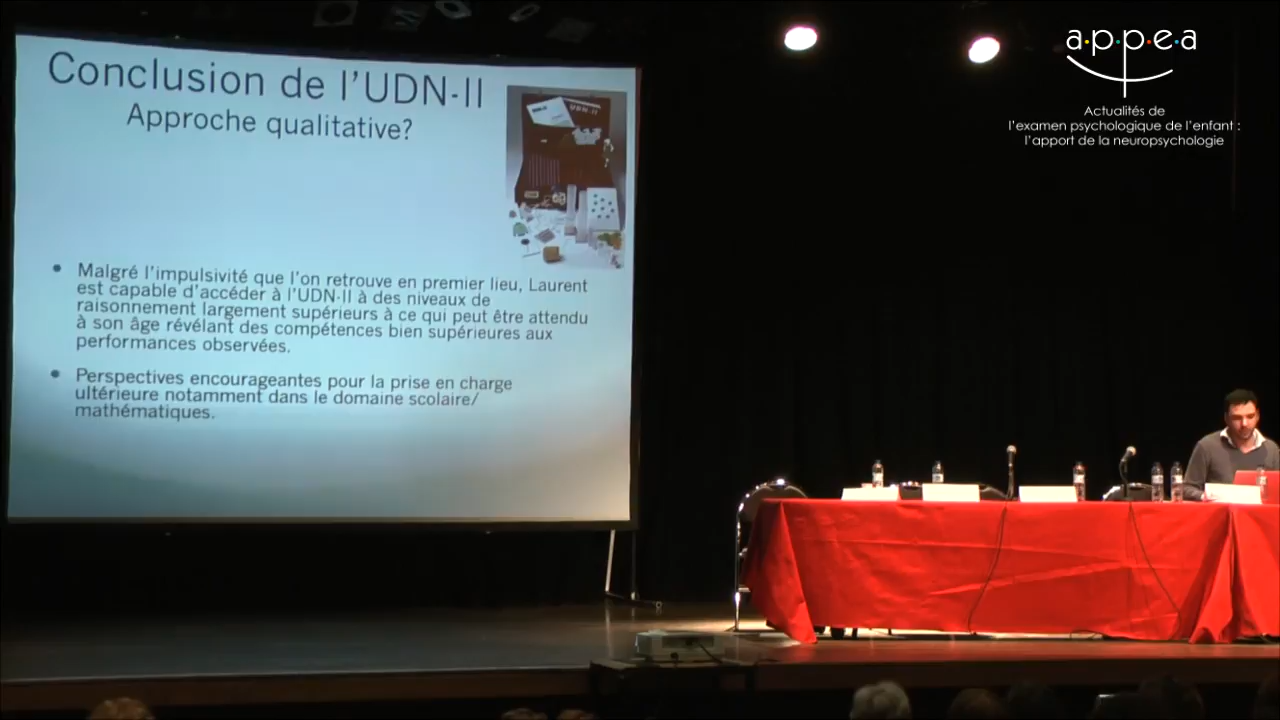 Conclusion de l'UDN-II
Approche qualitative?
UDN-II
• Malgré l'impulsivité que l'on retrouve en premier lieu, Laurent
est capable d'accéder à l'UDN-II à des niveaux de
raisonnement largement supérieurs à ce qui peut être attendu
à son âge révélant des compétences bien supérieures aux
performances observées.
• Perspectives encourageantes pour la prise en charge
ultérieure notamment dans le domaine scolaire/
mathématiques.
a·p·p·e·a
Actualités de
l'examen psychologique de l'enfant :
l'apport de la neuropsychologie